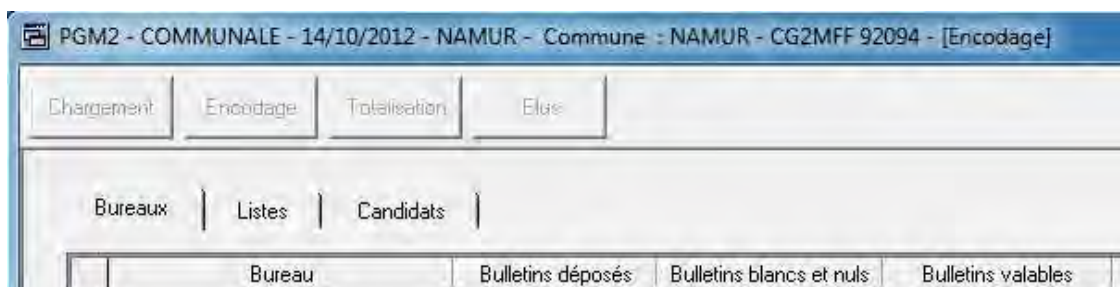 PGM2 - COMMUNALE - 14/10/2012 - NAMUR - Commune : NAMUR - CG2MFF 92094 - [Encodage]
Chargement Encodage Totalisation Elus
Bureaux Listes Candidats
Bureau Bulletins déposés Bulletins blancs et nuls Bulletins valables